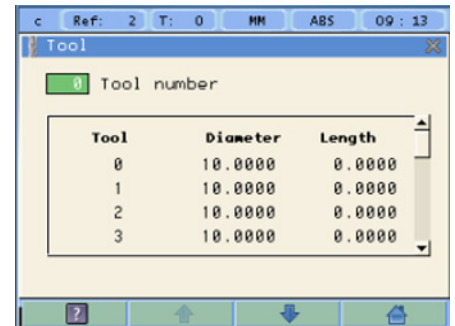 c Ref: 2 T: 0 MM ABS 09 : 13
Tool
0 Tool number
Tool Diameter Length
0 10.0000 0.0000
1 10.0000 0.0000
2 10.0000 0.0000
3 10.0000 0.0000
?